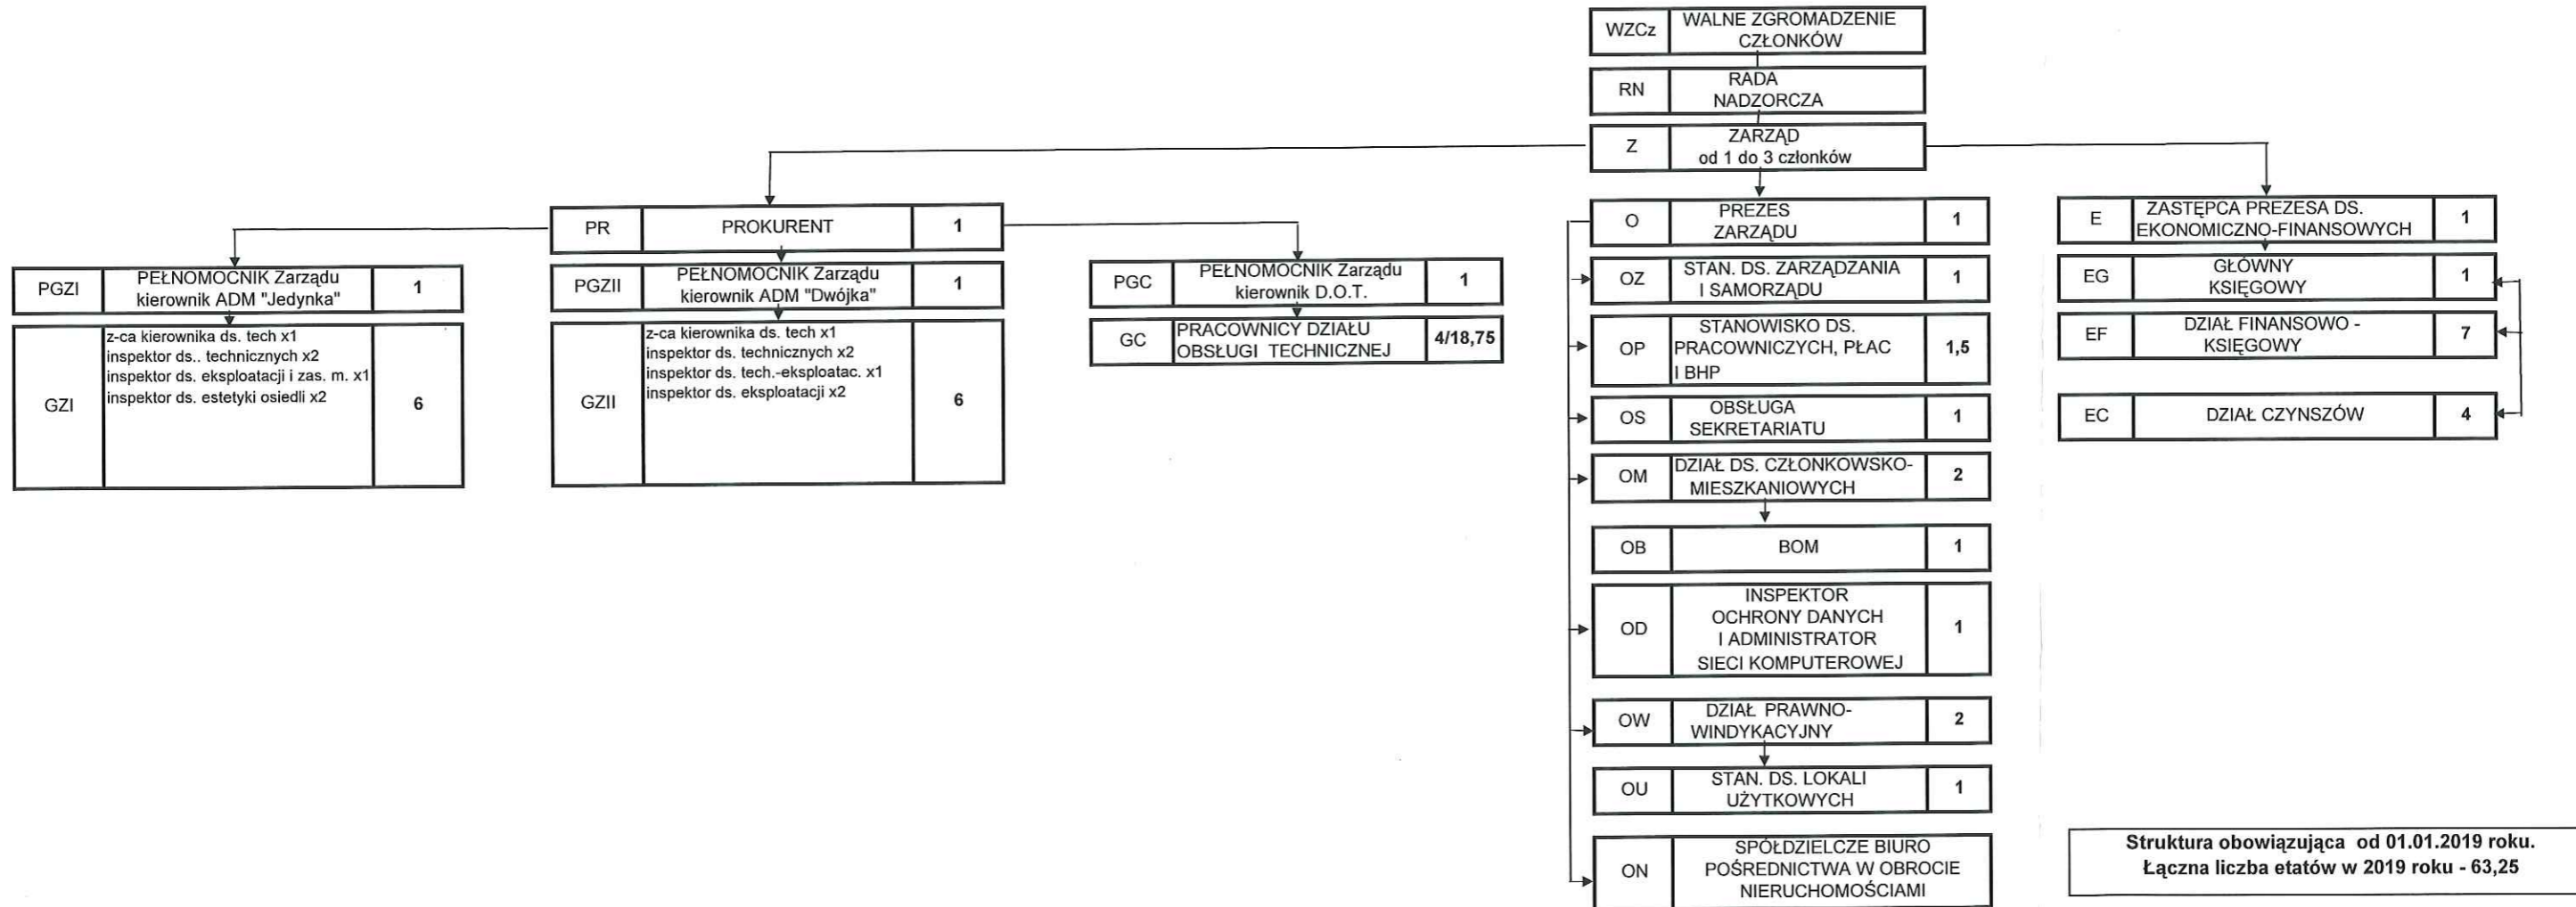 WZCz
WALNE ZGROMADZENIE
CZŁONKÓW
RN
RADA
NADZORCZA
Z
ZARZĄD
od 1 do 3 członków
PR
PROKURENT
1
PGZI
PEŁNOMOCNIK Zarządu
kierownik ADM "Jedynka"
1
GZI
z-ca kierownika ds. tech x1
inspektor ds.. technicznych x2
inspektor ds. eksploatacji i zas. m. x1
inspektor ds. estetyki osiedli x2
6
PGZII
PEŁNOMOCNIK Zarządu
kierownik ADM "Dwójka"
1
GZII
z-ca kierownika ds. tech x1
inspektor ds. technicznych x2
inspektor ds. tech.-eksploatac. x1
inspektor ds. eksploatacji x2
6
PGC
PEŁNOMOCNIK Zarządu
kierownik D.O.T.
1
GC
PRACOWNICY DZIAŁU
OBSŁUGI TECHNICZNEJ
4/18,75
O
PREZES
ZARZĄDU
1
OZ
STAN. DS. ZARZĄDZANIA
I SAMORZĄDU
1
OP
STANOWISKO DS.
PRACOWNICZYCH, PŁAC
I BHP
1,5
OS
OBSŁUGA
SEKRETARIATU
1
OM
DZIAŁ DS. CZŁONKOWSKO-
MIESZKANIOWYCH
2
OB
BOM
1
OD
INSPEKTOR
OCHRONY DANYCH
I ADMINISTRATOR
SIECI KOMPUTEROWEJ
1
OW
DZIAŁ PRAWNO-
WINDYKACYJNY
2
OU
STAN. DS. LOKALI
UŻYTKOWYCH
1
ON
SPÓŁDZIELCZE BIURO
POŚREDNICTWA W OBROCIE
NIERUCHOMOŚCIAMI
E
ZASTĘPCA PREZESA DS.
EKONOMICZNO-FINANSOWYCH
1
EG
GŁÓWNY
KSIĘGOWY
1
EF
DZIAŁ FINANSOWO -
KSIĘGOWY
7
EC
DZIAŁ CZYNSZÓW
4
Struktura obowiązująca od 01.01.2019 roku.
Łączna liczba etatów w 2019 roku - 63,25